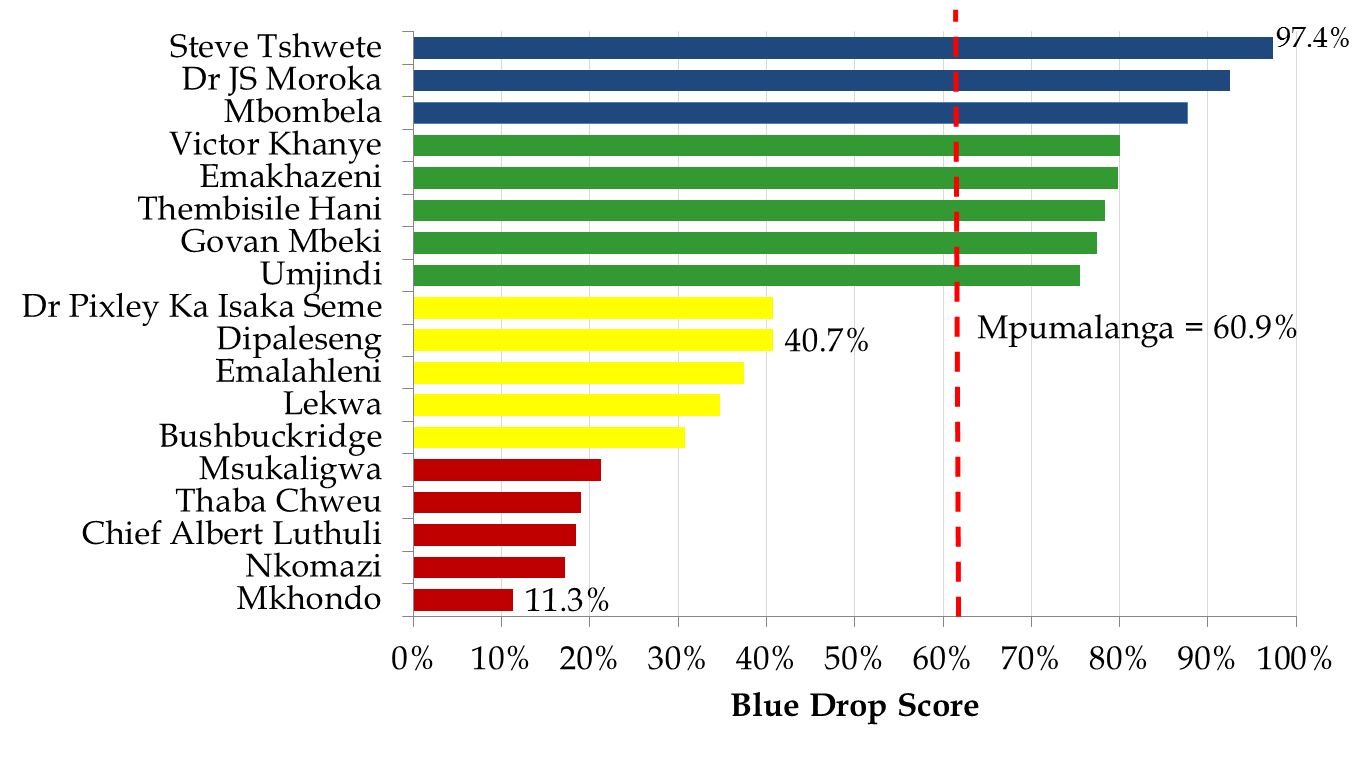 Steve Tshwete
97.4%
Dr JS Moroka
Mbombela
Victor Khanye
Emakhazeni
Thembisile Hani
Govan Mbeki
Umjindi
Dr Pixley Ka Isaka Seme
Mpumalanga = 60.9%
Dipaleseng
40.7%
Emalahleni
Lekwa
Bushbuckridge
Msukaligwa
Thaba Chweu
Chief Albert Luthuli
Nkomazi
Mkhondo
11.3%
0% 10% 20% 30% 40% 50% 60% 70% 80% 90% 100%
Blue Drop Score